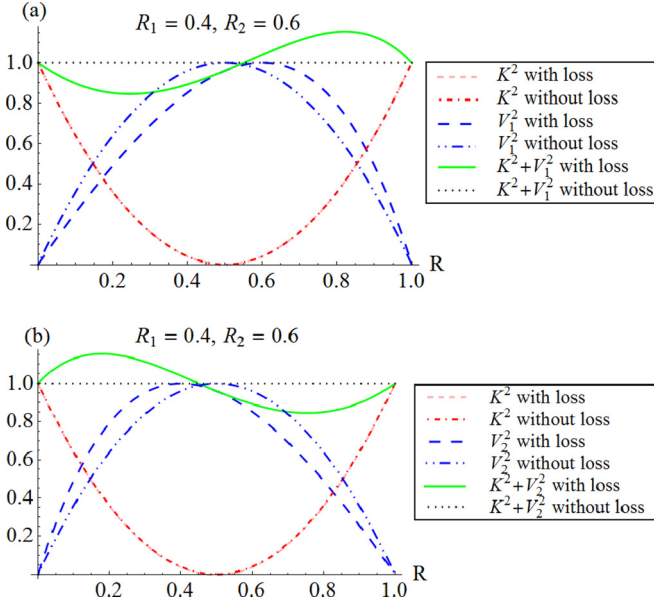 (a)
R₁ = 0.4, R₂ = 0.6
1.0
0.8
0.6
0.4
0.2
0.2 0.4 0.6 0.8 1.0 R
K² with loss
K² without loss
V₁² with loss
V₁² without loss
K²+V₁² with loss
K²+V₁² without loss
(b)
R₁ = 0.4, R₂ = 0.6
1.0
0.8
0.6
0.4
0.2
0.2 0.4 0.6 0.8 1.0 R
K² with loss
K² without loss
V₂² with loss
V₂² without loss
K²+V₂² with loss
K²+V₂² without loss